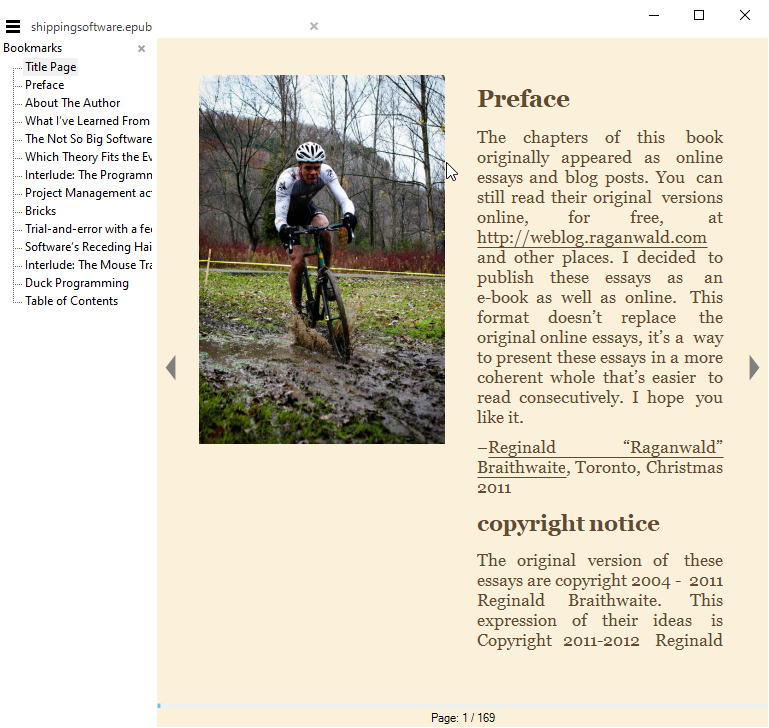 shippingsoftware.epub
Bookmarks
Title Page
Preface
About The Author
What I've Learned From
The Not So Big Software
Which Theory Fits the Ev
Interlude: The Programm
Project Management act
Bricks
Trial-and-error with a fee
Software's Receding Hai
Interlude: The Mouse Tra
Duck Programming
Table of Contents
Preface
The chapters of this book
originally appeared as online
essays and blog posts. You can
still read their original versions
online, for free, at
http://weblog.raganwald.com
and other places. I decided to
publish these essays as an
e-book as well as online. This
format doesn't replace the
original online essays, it's a way
to present these essays in a more
coherent whole that's easier to
read consecutively. I hope you
like it.
–Reginald “Raganwald”
Braithwaite, Toronto, Christmas
2011
copyright notice
The original version of these
essays are copyright 2004 - 2011
Reginald Braithwaite. This
expression of their ideas is
Copyright 2011-2012 Reginald
Page: 1 / 169